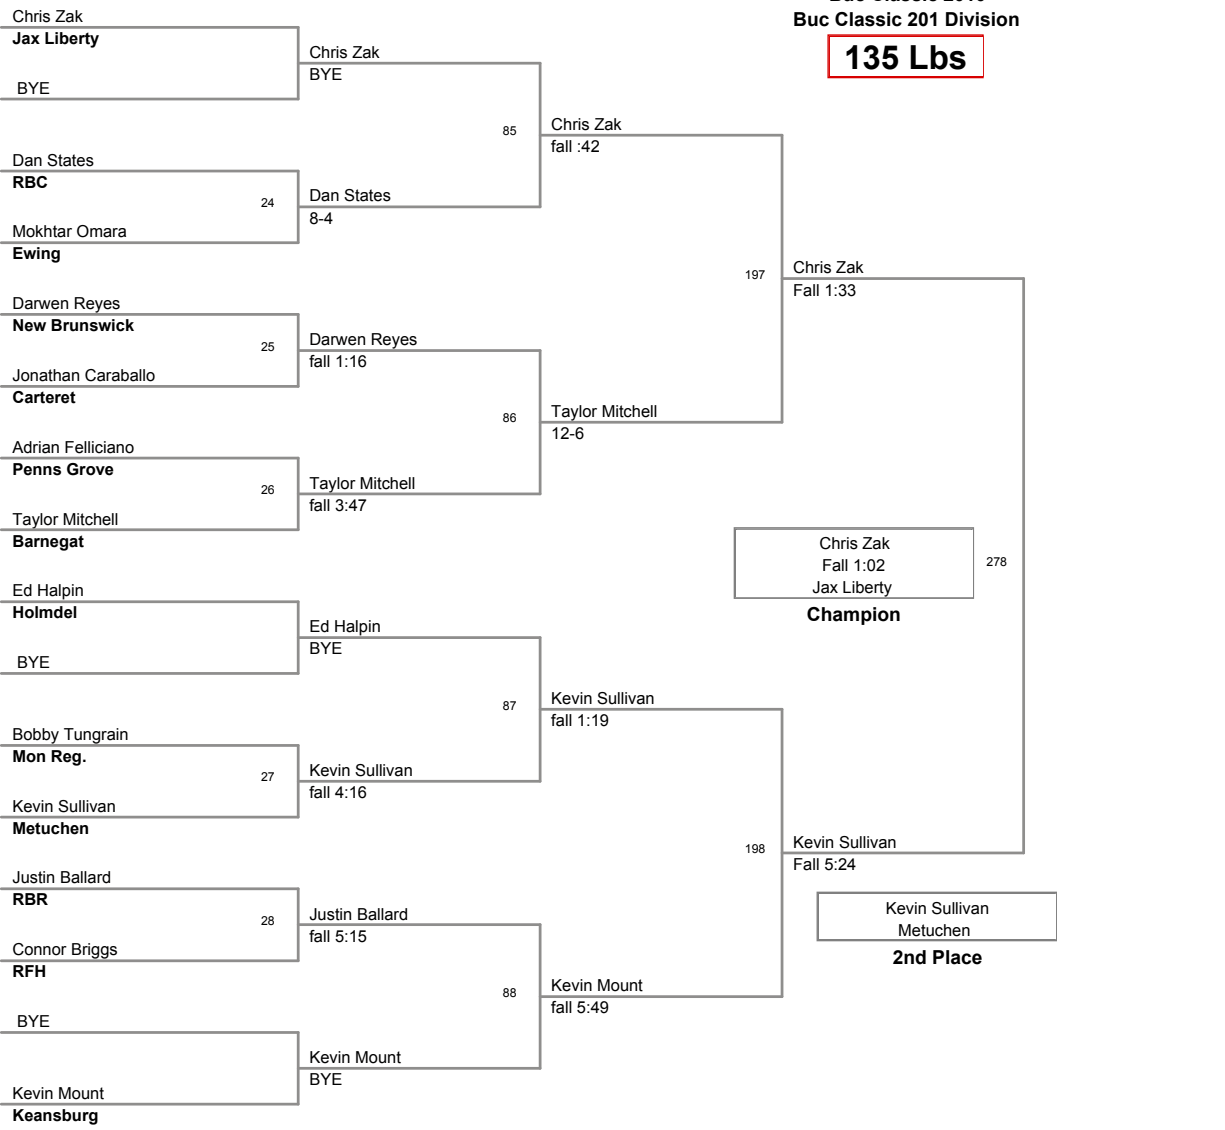 Buc Classic 201 Division
135 Lbs
Chris Zak
Jax Liberty
BYE
Dan States
RBC
24
Mokhtar Omara
Ewing
Darwen Reyes
New Brunswick
25
Jonathan Caraballo
Carteret
Adrian Felliciano
Penns Grove
26
Taylor Mitchell
Barnegat
Ed Halpin
Holmdel
BYE
Bobby Tungrain
Mon Reg.
27
Kevin Sullivan
Metuchen
Justin Ballard
RBR
28
Connor Briggs
RFH
BYE
Kevin Mount
Keansburg
Chris Zak
BYE
85
Dan States
8-4
Darwen Reyes
fall 1:16
86
Taylor Mitchell
fall 3:47
Ed Halpin
BYE
87
Kevin Sullivan
fall 4:16
Justin Ballard
fall 5:15
88
Kevin Mount
BYE
Chris Zak
fall :42
197
Taylor Mitchell
12-6
Kevin Sullivan
fall 1:19
198
Kevin Mount
fall 5:49
Chris Zak
Fall 1:33
278
Kevin Sullivan
Fall 5:24
Chris Zak
Fall 1:02
Jax Liberty
Champion
Kevin Sullivan
Metuchen
2nd Place